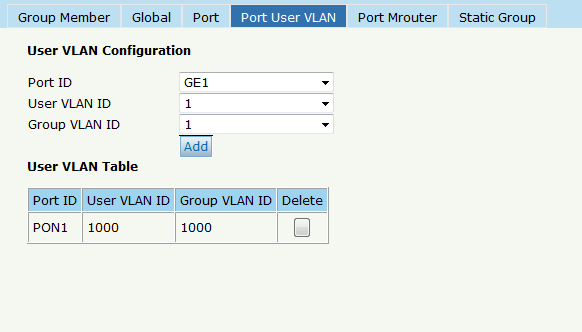 Group Member Global Port Port User VLAN Port Mrouter Static Group
User VLAN Configuration
Port ID GE1
User VLAN ID 1
Group VLAN ID 1
Add
User VLAN Table
Port ID User VLAN ID Group VLAN ID Delete
PON1 1000 1000